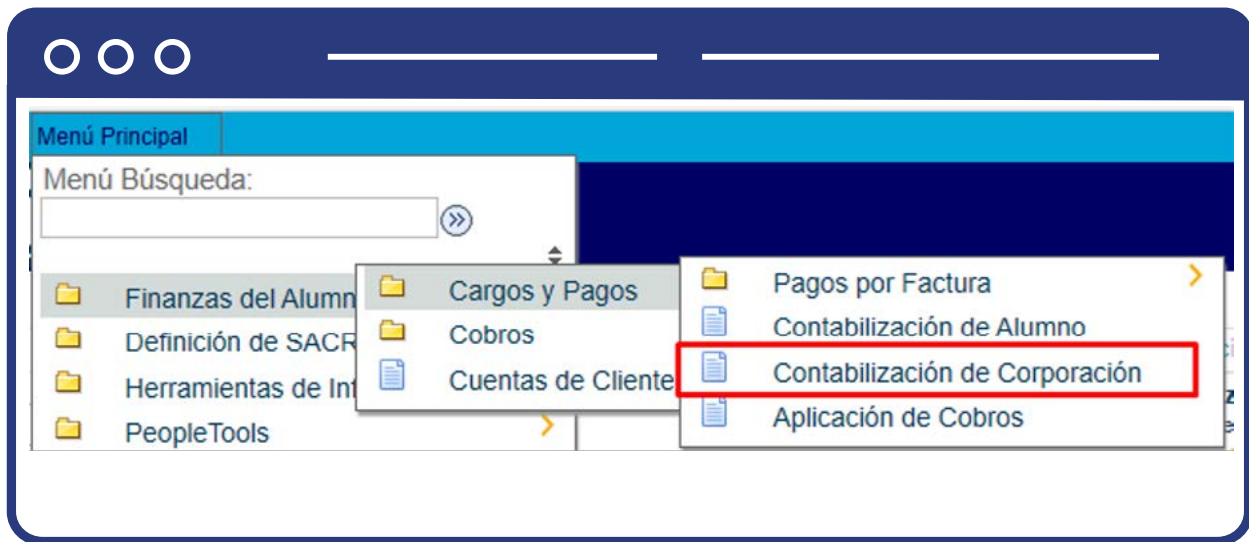 Menú Principal
Menú Búsqueda:
Finanzas del Alumn
Definición de SACR
Herramientas de Inf
PeopleTools
Cargos y Pagos
Cobros
Cuentas de Cliente
Pagos por Factura
Contabilización de Alumno
Contabilización de Corporación
Aplicación de Cobros